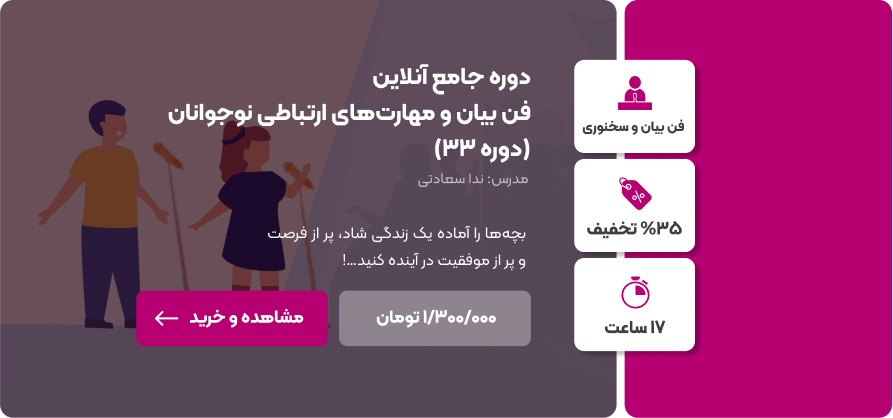 دوره جامع آنلاین
فن بیان و مهارت‌های ارتباطی نوجوانان
(دوره ۳۳)
مدرس: ندا سعادتی
بچه‌ها را آماده یک زندگی شاد، پر از فرصت
و پر از موفقیت در آینده کنید...!
۱/۳۰۰/۰۰۰ تومان
مشاهده و خرید
فن بیان و سخنوری
%۳۵ تخفیف
۱۷ ساعت